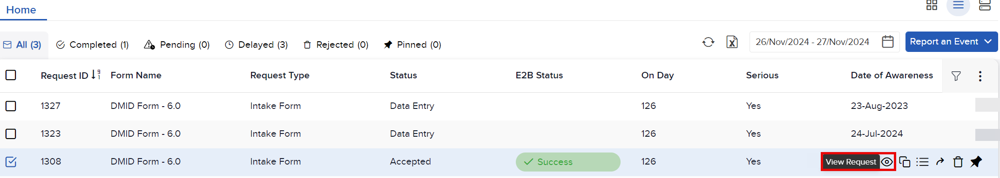 Home
All (3) Completed (1) Pending (0) Delayed (3) Rejected (0) Pinned (0) 26/Nov/2024 - 27/Nov/2024 Report an Event
Request ID Form Name Request Type Status E2B Status On Day Serious Date of Awareness
1327 DMID Form - 6.0 Intake Form Data Entry 126 Yes 23-Aug-2023
1323 DMID Form - 6.0 Intake Form Data Entry 126 Yes 24-Jul-2024
1308 DMID Form - 6.0 Intake Form Accepted Success 126 Yes View Request